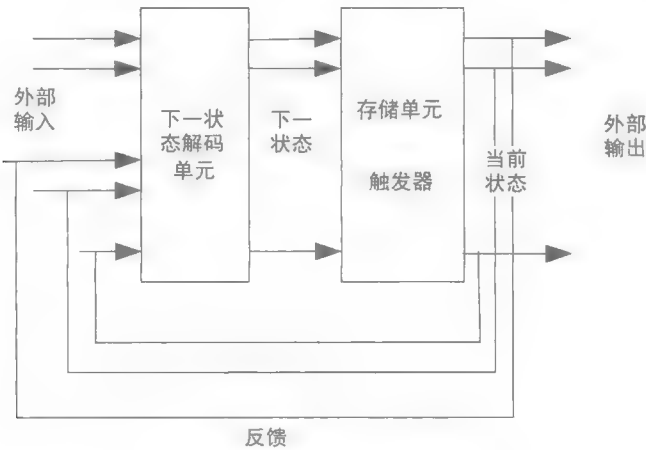 外部
输入
下一状
态解码
单元
下一
状态
存储单元
触发器
当前
状态
外部
输出
反馈